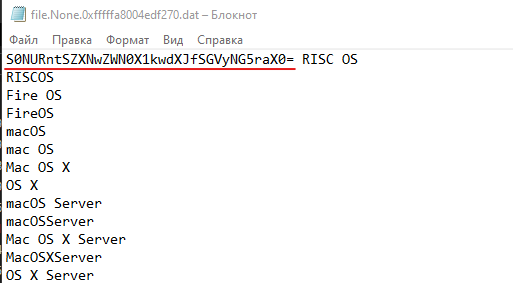 file.None.0xfffffa8004edf270.dat – Блокнот
Файл Правка Формат Вид Справка
S0NURntSZXNwZWN0X1kwdXJfSGVyNG5raX0= RISC OS
RISCOS
Fire OS
FireOS
macOS
mac OS
Mac OS X
OS X
macOS Server
macOSServer
Mac OS X Server
MacOSXServer
OS X Server